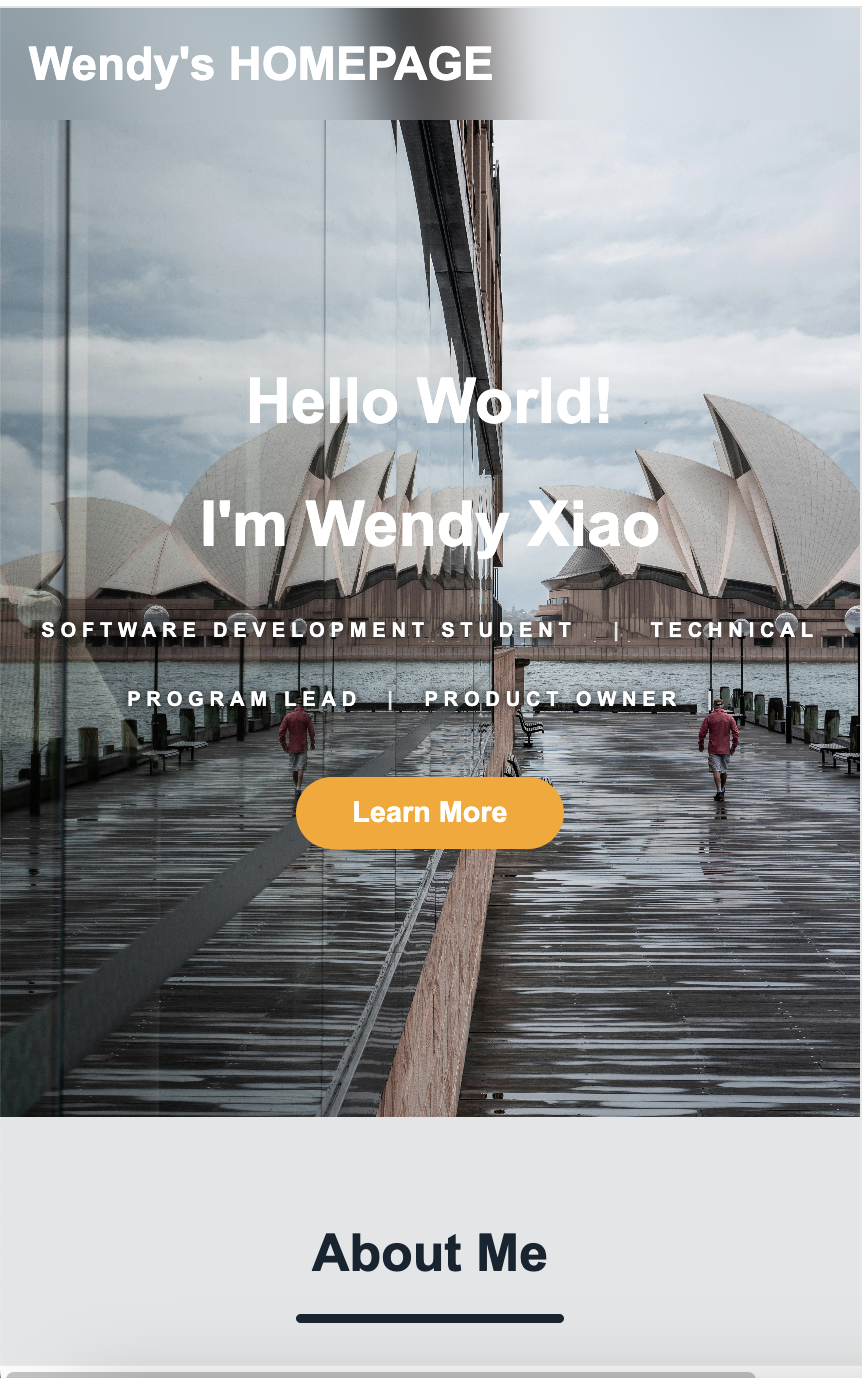 Wendy's HOMEPAGE
Hello World!
I'm Wendy Xiao
SOFTWARE DEVELOPMENT STUDENT | TECHNICAL
PROGRAM LEAD | PRODUCT OWNER |
Learn More
About Me